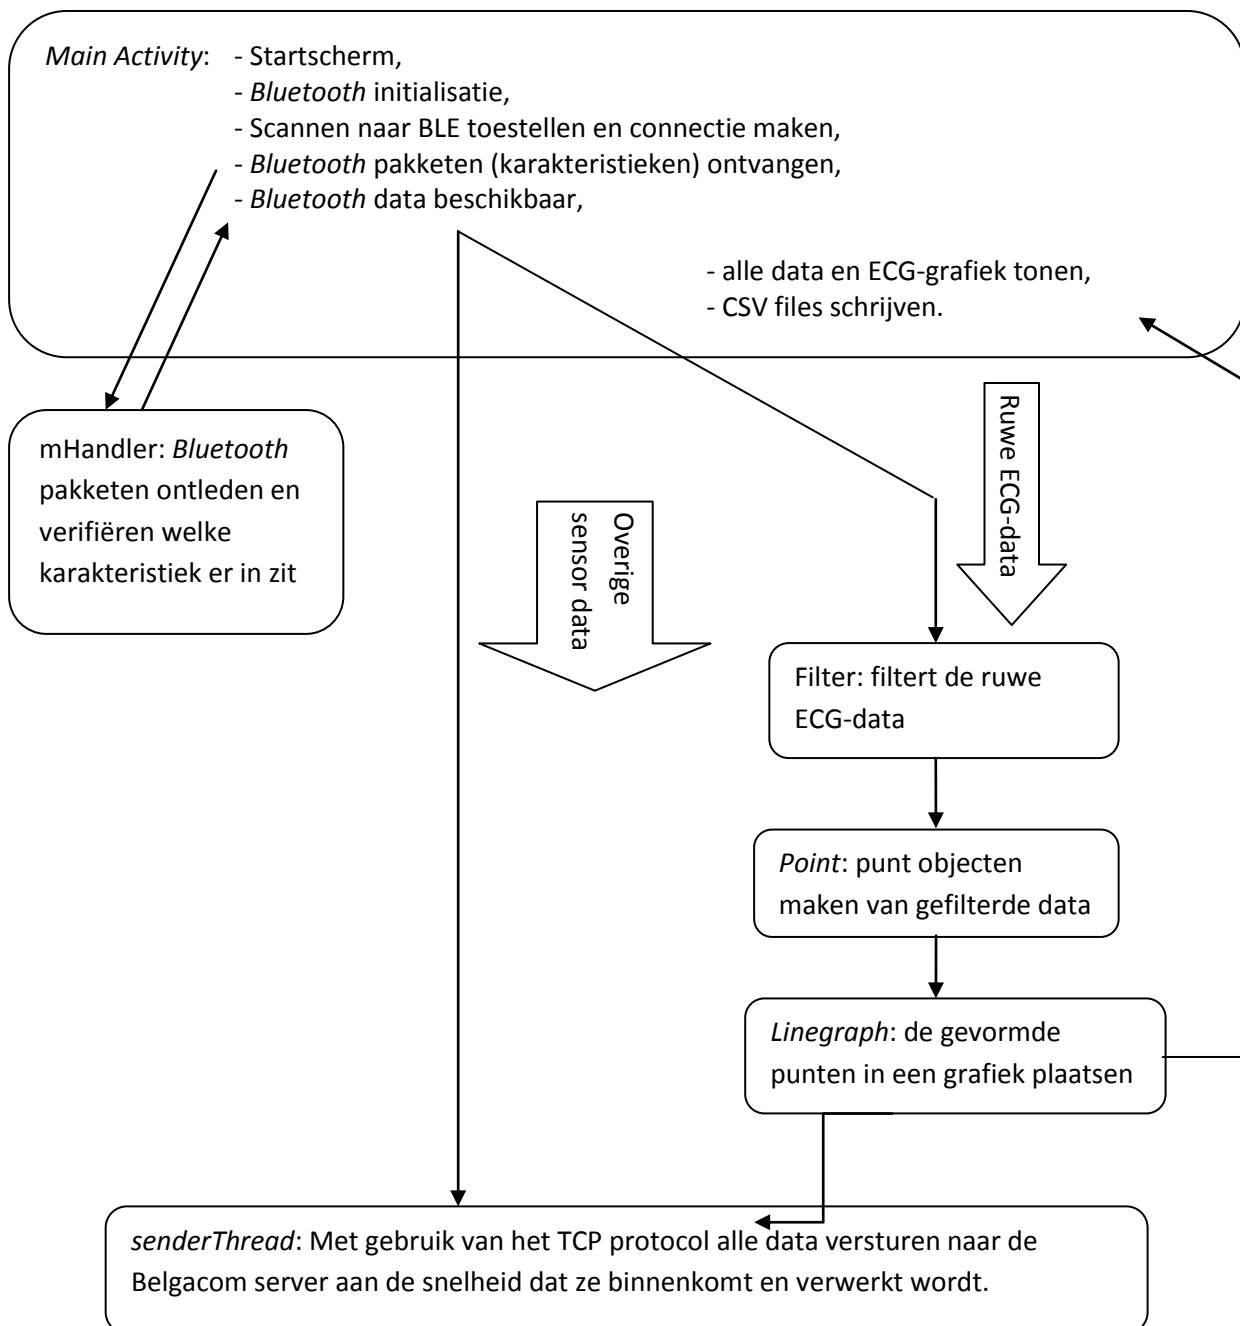 Main Activity: - Startscherm,
- Bluetooth initialisatie,
- Scannen naar BLE toestellen en connectie maken,
- Bluetooth pakketen (karakteristieken) ontvangen,
- Bluetooth data beschikbaar,
- alle data en ECG-grafiek tonen,
- CSV files schrijven.
mHandler: Bluetooth
pakketen ontleden en
verifiëren welke
karakteristiek er in zit
Overige
sensor data
Ruwe ECG-data
Filter: filtert de ruwe
ECG-data
Point: punt objecten
maken van gefilterde data
Linegraph: de gevormde
punten in een grafiek plaatsen
senderThread: Met gebruik van het TCP protocol alle data versturen naar de
Belgacom server aan de snelheid dat ze binnenkomt en verwerkt wordt.